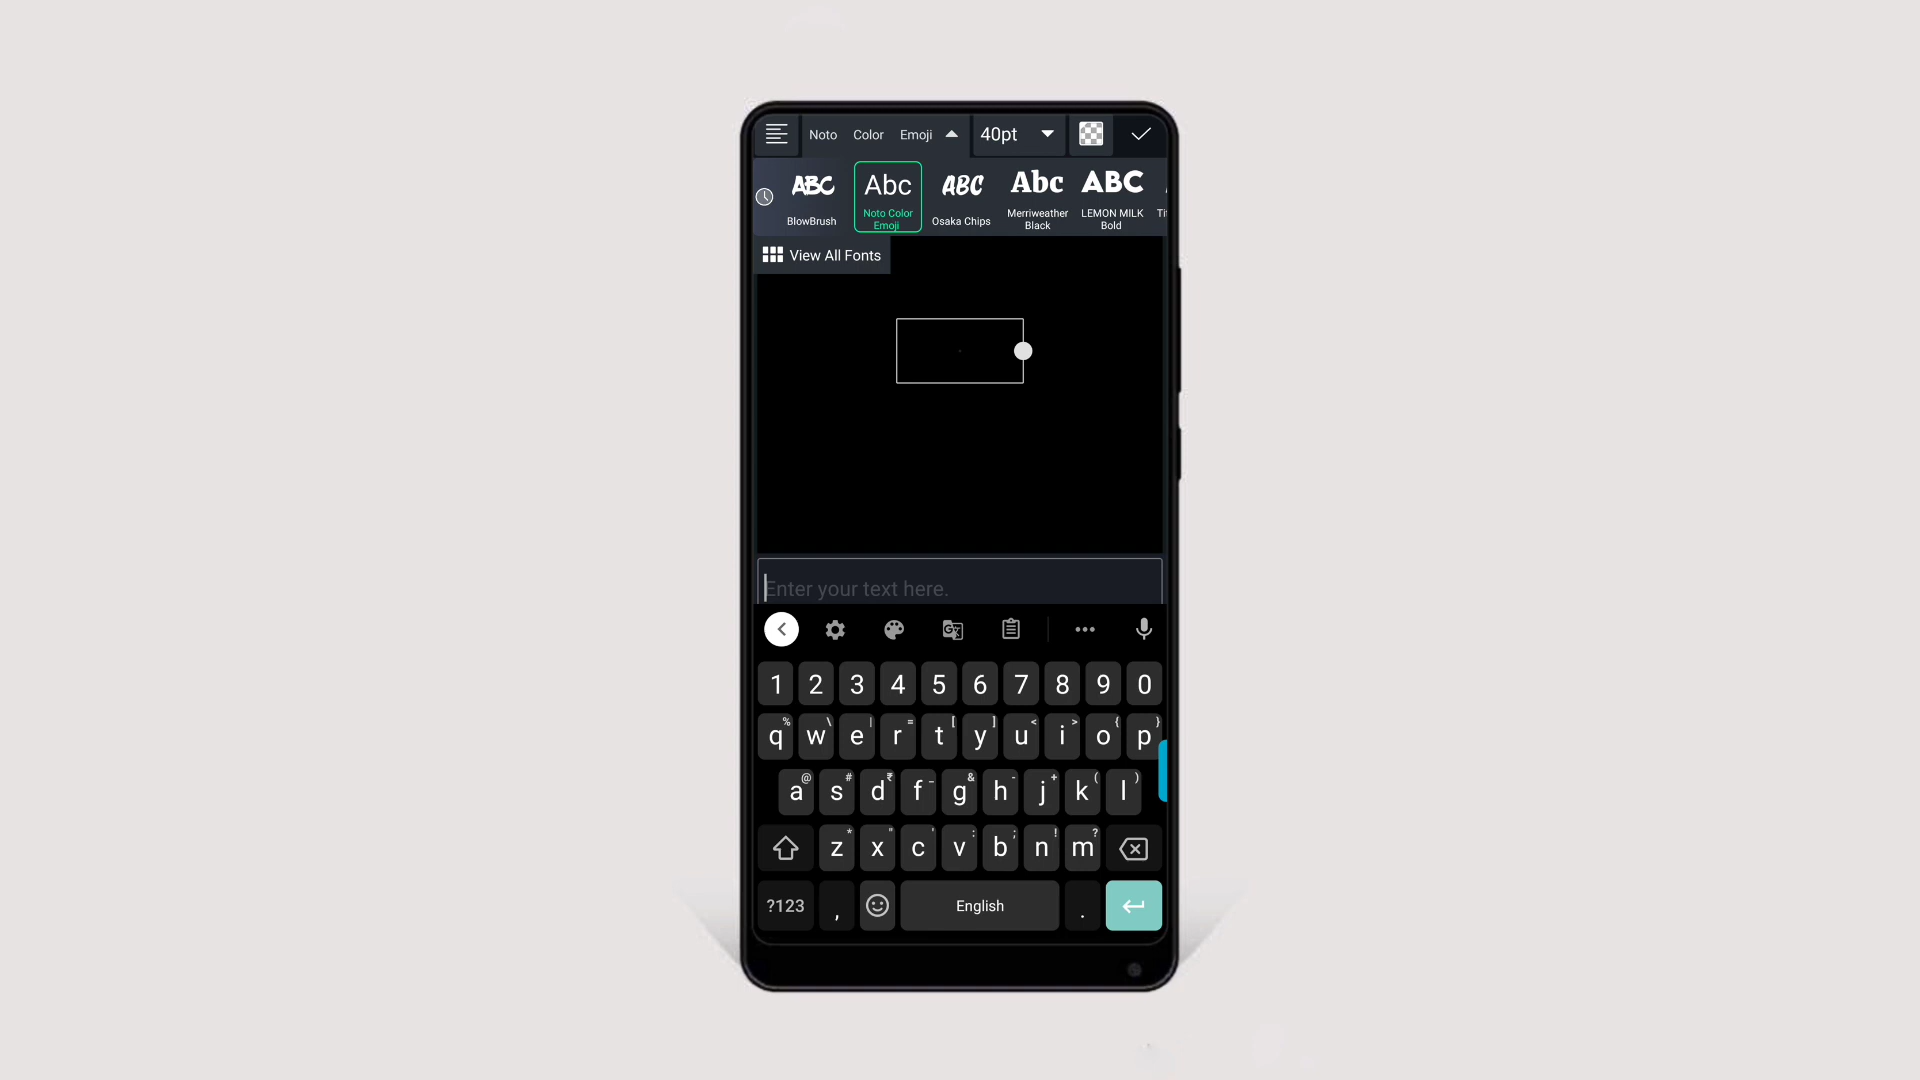 Noto Color Emoji 40pt
ABC Abc ABC Abc ABC
BlowBrush Noto Color Emoji Osaka Chips Merriweather Black LEMON MILK Bold
View All Fonts
Enter your text here.
1 2 3 4 5 6 7 8 9 0
% \ | = [ ] < > { }
q w e r t y u i o p
@ # ₹ _ & - + ( )
a s d f g h j k l
* " ' : ; ! ?
z x c v b n m
?123 , English .